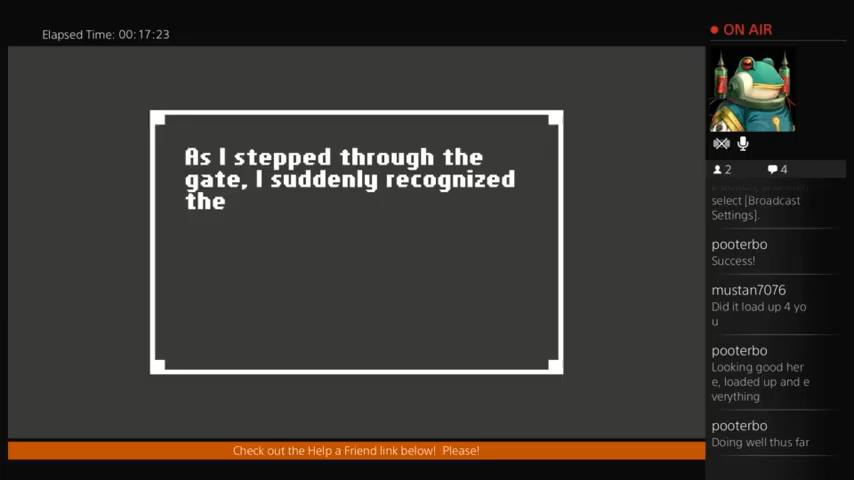 Elapsed Time: 00:17:23
ON AIR
As I stepped through the
gate, I suddenly recognized
the
2
4
select [Broadcast
Settings].
pooterbo
Success!
mustan7076
Did it load up 4 yo
u
pooterbo
Looking good her
e, loaded up and e
verything
pooterbo
Doing well thus far
Check out the Help a Friend link below! Please!